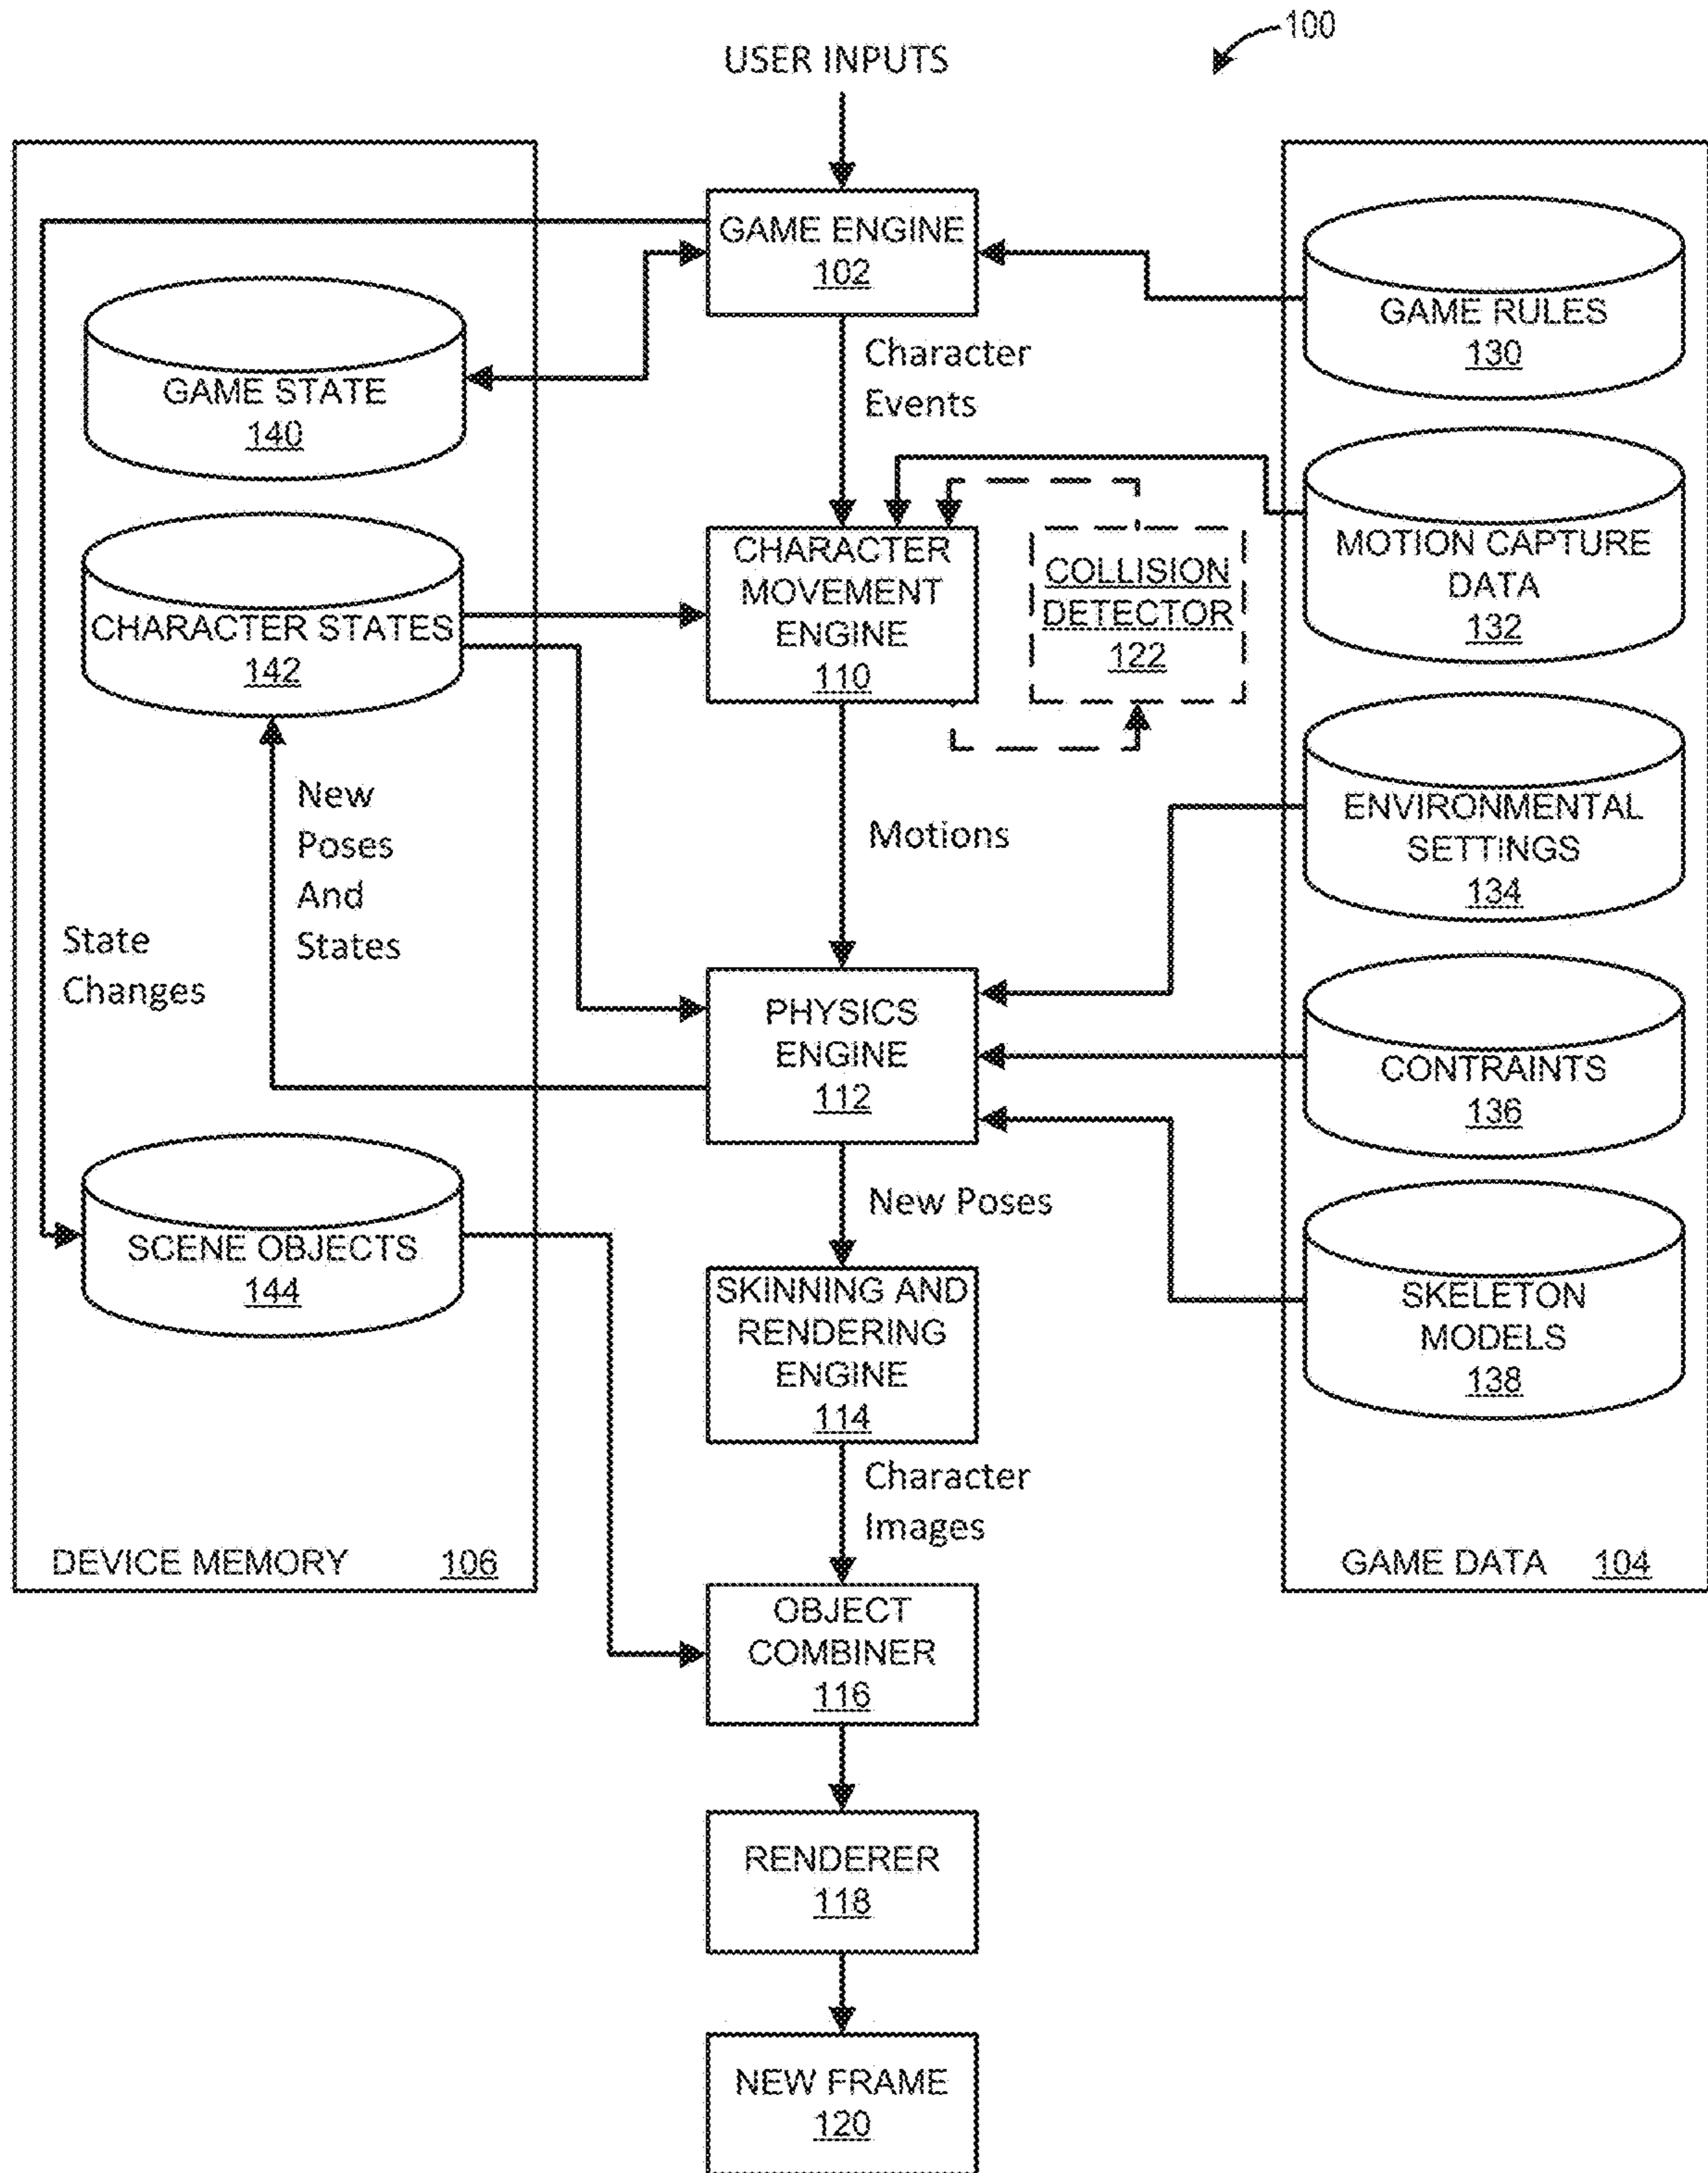 100
USER INPUTS
GAME ENGINE
102
GAME RULES
130
GAME STATE
140
Character
Events
MOTION CAPTURE
DATA
132
CHARACTER STATES
142
CHARACTER
MOVEMENT
ENGINE
110
COLLISION
DETECTOR
122
ENVIRONMENTAL
SETTINGS
134
New
Poses
And
States
Motions
State
Changes
PHYSICS
ENGINE
112
CONTRAINTS
136
SCENE OBJECTS
144
New Poses
SKELETON
MODELS
138
SKINNING AND
RENDERING
ENGINE
114
Character
Images
DEVICE MEMORY 106
GAME DATA 104
OBJECT
COMBINER
116
RENDERER
118
NEW FRAME
120